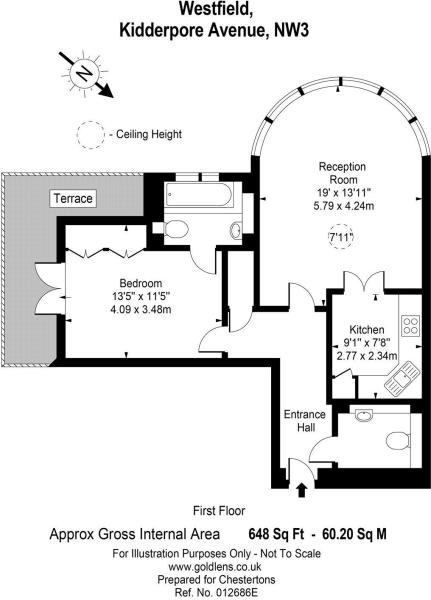 Westfield,
Kidderpore Avenue, NW3
N
- Ceiling Height
Terrace
Reception
Room
19' x 13'11"
5.79 x 4.24m
7'11"
Bedroom
13'5" x 11'5"
4.09 x 3.48m
Kitchen
9'1" x 7'8"
2.77 x 2.34m
Entrance
Hall
First Floor
Approx Gross Internal Area 648 Sq Ft - 60.20 Sq M
For Illustration Purposes Only - Not To Scale
www.goldlens.co.uk
Prepared for Chestertons
Ref. No. 012686E